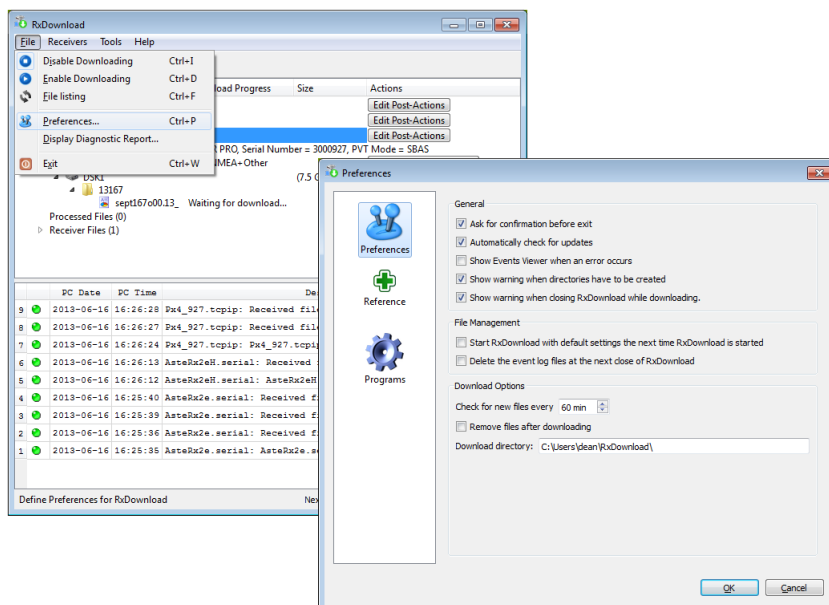 RxDownload
File Receivers Tools Help
Disable Downloading Ctrl+I
Enable Downloading Ctrl+D
File listing Ctrl+F
Preferences... Ctrl+P
Display Diagnostic Report...
Exit Ctrl+W
load Progress Size Actions
Edit Post-Actions
Edit Post-Actions
Edit Post-Actions
PRO, Serial Number = 3000927, PVT Mode = SBAS
NMEA+Other
DSK1
13167
sept167o00.13_ Waiting for download...
Processed Files (0)
Receiver Files (1)
PC Date PC Time
9 2013-06-16 16:26:28 Px4_927.tcpip: Received
8 2013-06-16 16:26:27 Px4_927.tcpip: Received
7 2013-06-16 16:26:24 Px4_927.tcpip:
6 2013-06-16 16:26:13 AsteRx2eH.serial: Received
5 2013-06-16 16:26:12 AsteRx2eH.serial: AsteRx2eH
4 2013-06-16 16:25:40 AsteRx2e.serial: Received
3 2013-06-16 16:25:39 AsteRx2e.serial: Received
2 2013-06-16 16:25:36 AsteRx2e.serial: Received
1 2013-06-16 16:25:35 AsteRx2e.serial:
Define Preferences for RxDownload
Preferences
Preferences
Reference
Programs
General
Ask for confirmation before exit
Automatically check for updates
Show Events Viewer when an error occurs
Show warning when directories have to be created
Show warning when closing RxDownload while downloading.
File Management
Start RxDownload with default settings the next time RxDownload is started
Delete the event log files at the next close of RxDownload
Download Options
Check for new files every 60 min
Remove files after downloading
Download directory: C:\Users\dean\RxDownload\
OK Cancel